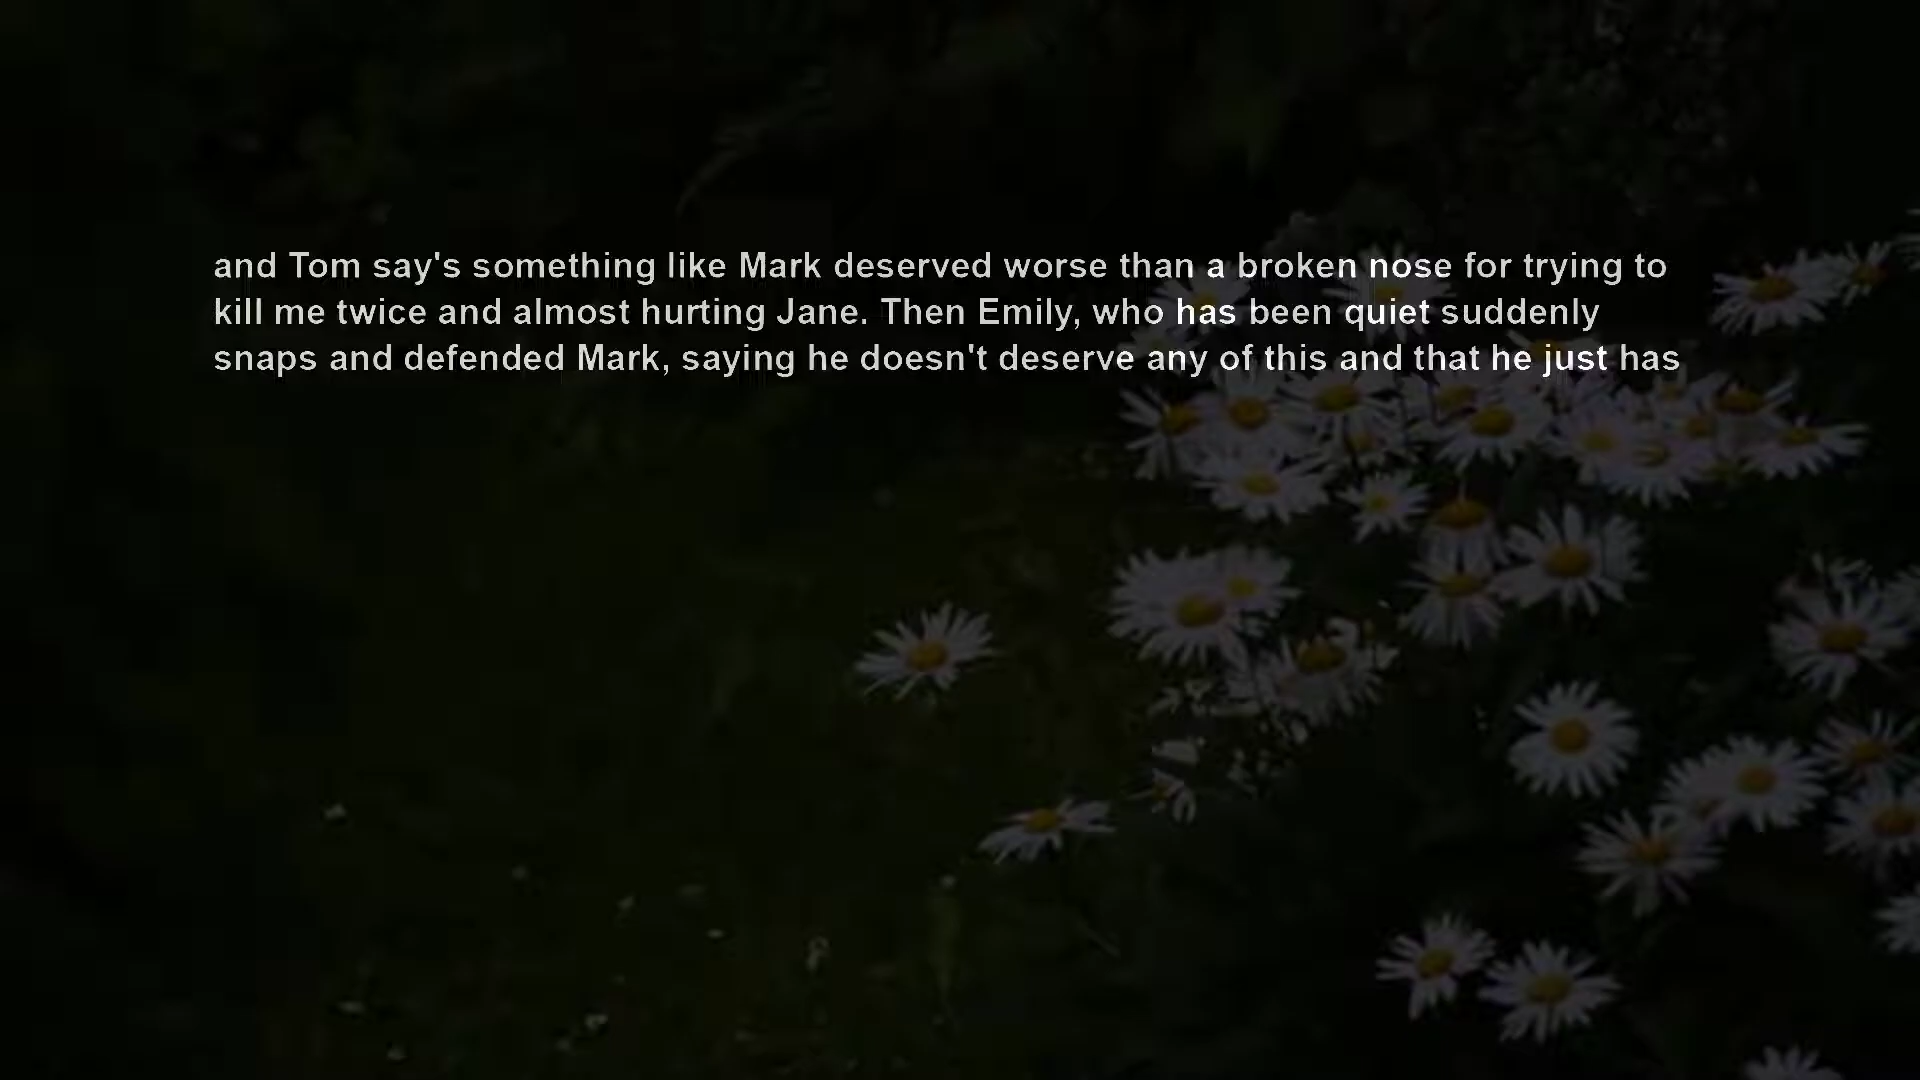 and Tom say's something like Mark deserved worse than a broken nose for trying to
kill me twice and almost hurting Jane. Then Emily, who has been quiet suddenly
snaps and defended Mark, saying he doesn't deserve any of this and that he just has